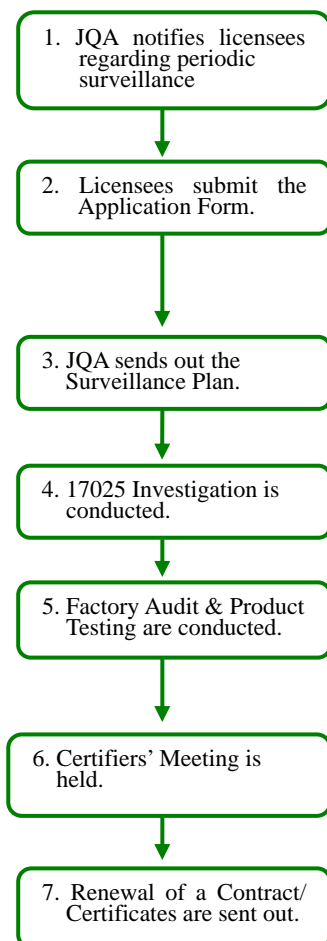 1. JQA notifies licensees
regarding periodic
surveillance
2. Licensees submit the
Application Form.
3. JQA sends out the
Surveillance Plan.
4. 17025 Investigation is
conducted.
5. Factory Audit & Product
Testing are conducted.
6. Certifiers’ Meeting is
held.
7. Renewal of a Contract/
Certificates are sent out.